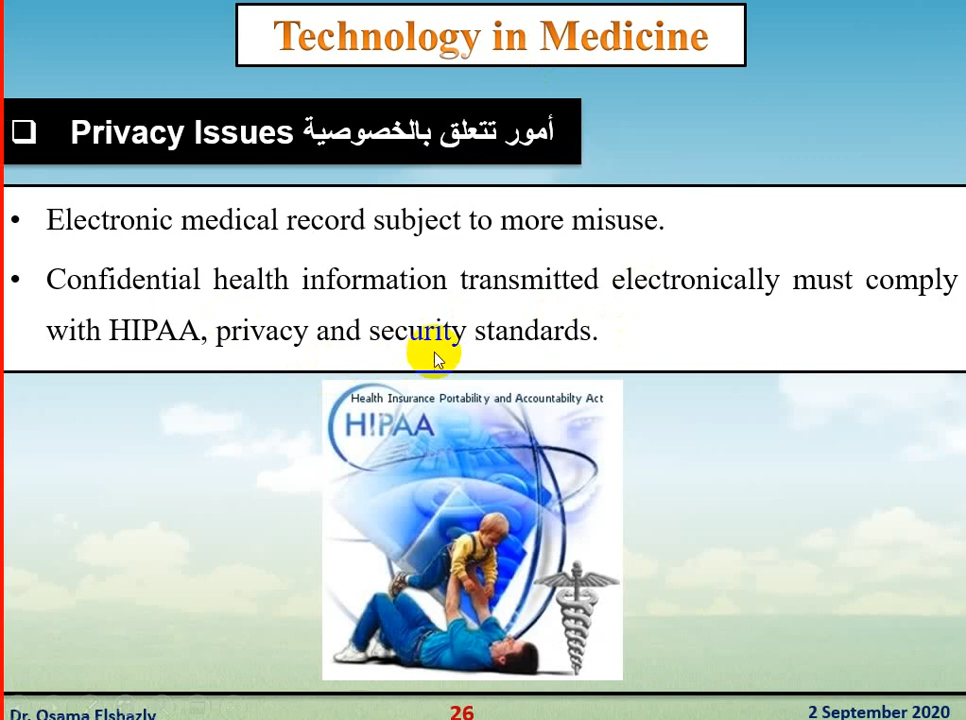 Technology in Medicine
❑ Privacy Issues أمور تتعلق بالخصوصية
• Electronic medical record subject to more misuse.
• Confidential health information transmitted electronically must comply
with HIPAA, privacy and security standards.
Health Insurance Portability and Accountabilty Act
HIPAA
Dr. Osama Elshazly
26
2 September 2020